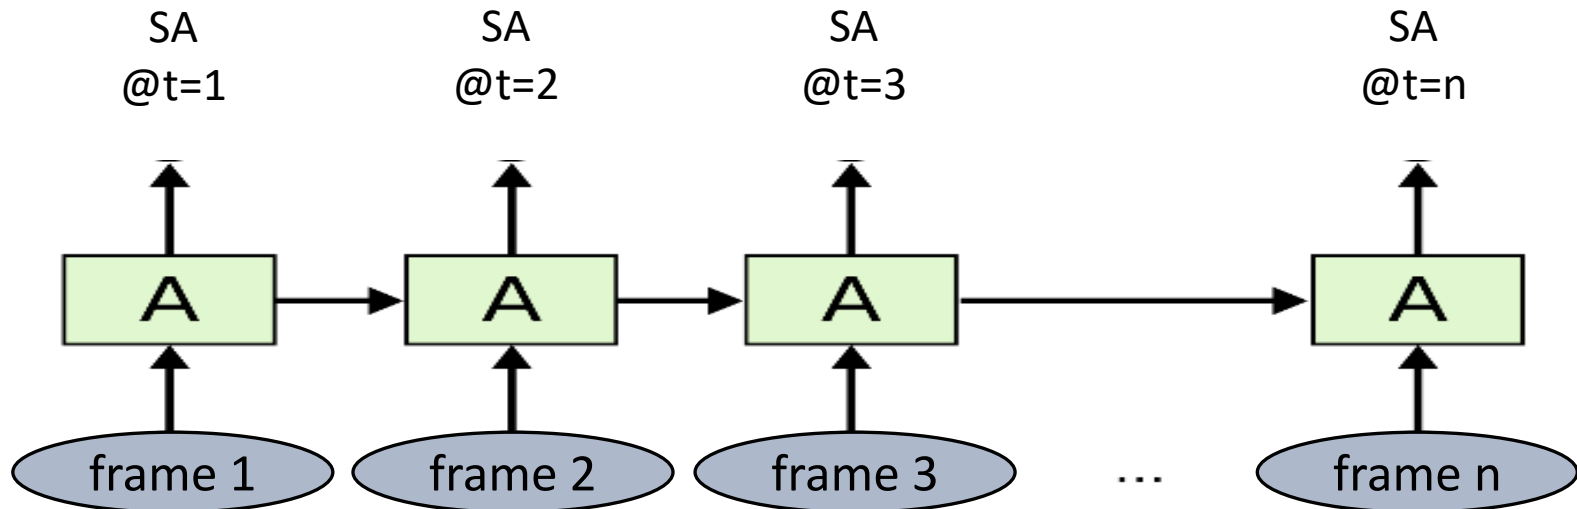 SA SA SA SA
@t=1 @t=2 @t=3 @t=n
A A A A
frame 1 frame 2 frame 3 ... frame n